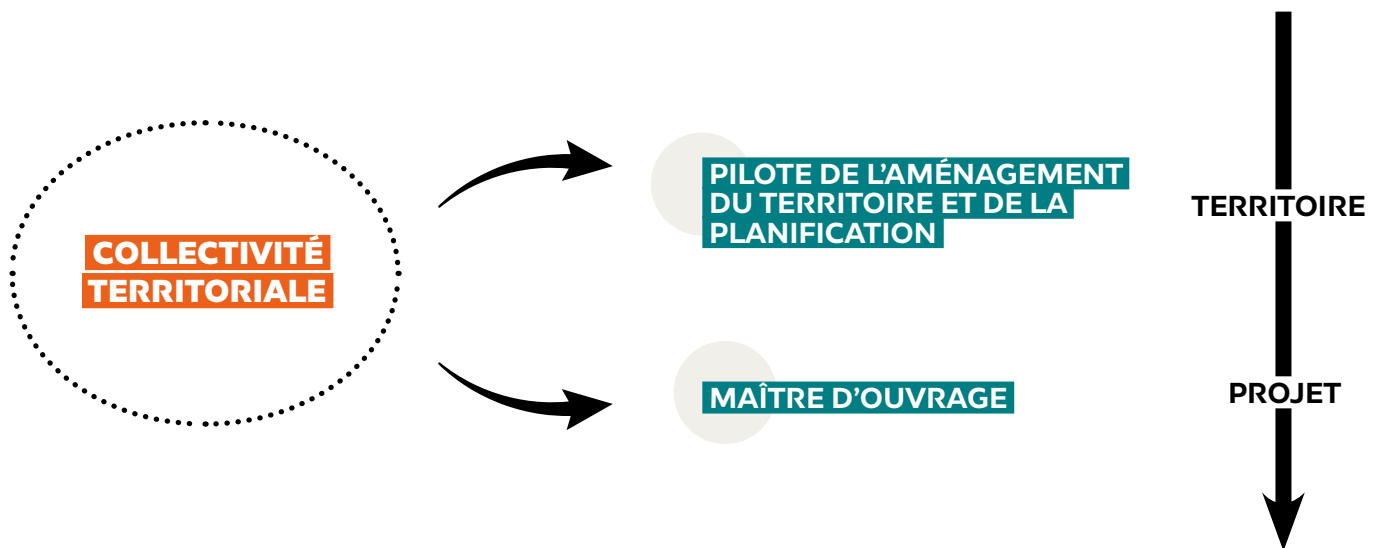 COLLECTIVITÉ
TERRITORIALE
PILOTE DE L'AMÉNAGEMENT
DU TERRITOIRE ET DE LA
PLANIFICATION
MAÎTRE D'OUVRAGE
TERRITOIRE
PROJET